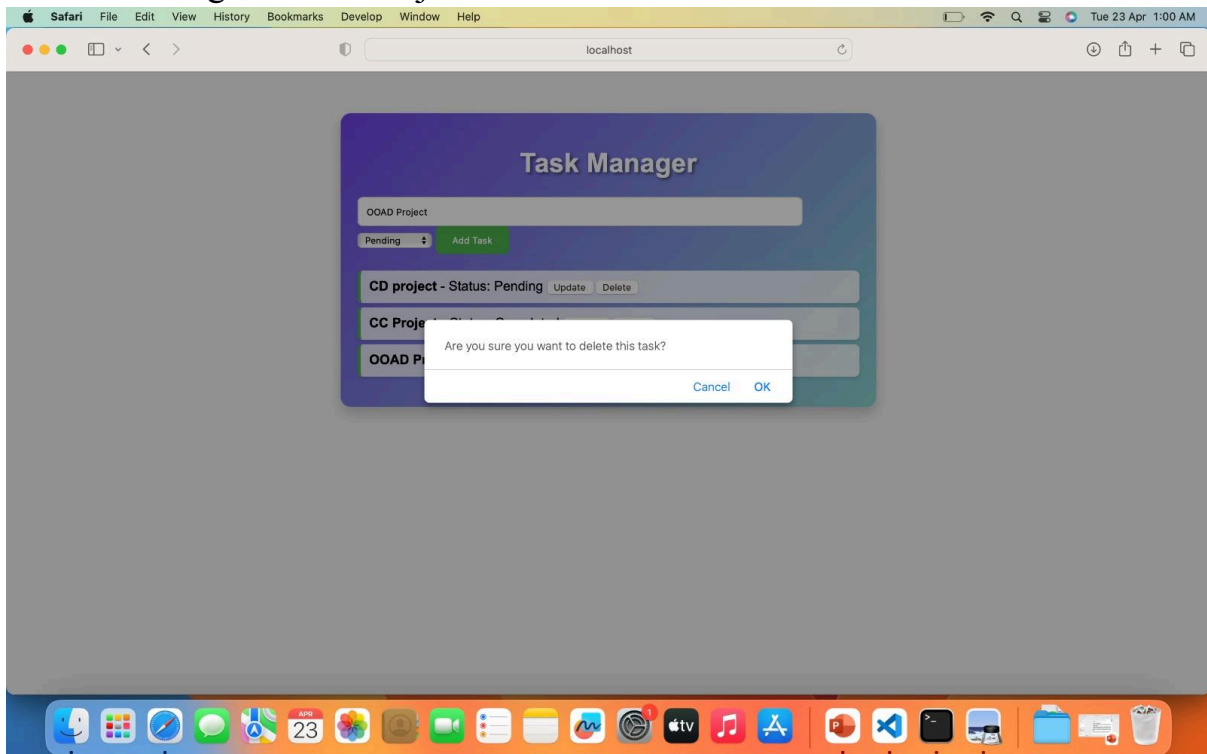 Safari File Edit View History Bookmarks Develop Window Help Tue 23 Apr 1:00 AM
localhost
Task Manager
OOAD Project
Pending Add Task
CD project - Status: Pending Update Delete
CC Proje
Are you sure you want to delete this task?
OOAD P
Cancel OK
APR
23
1
tv
P